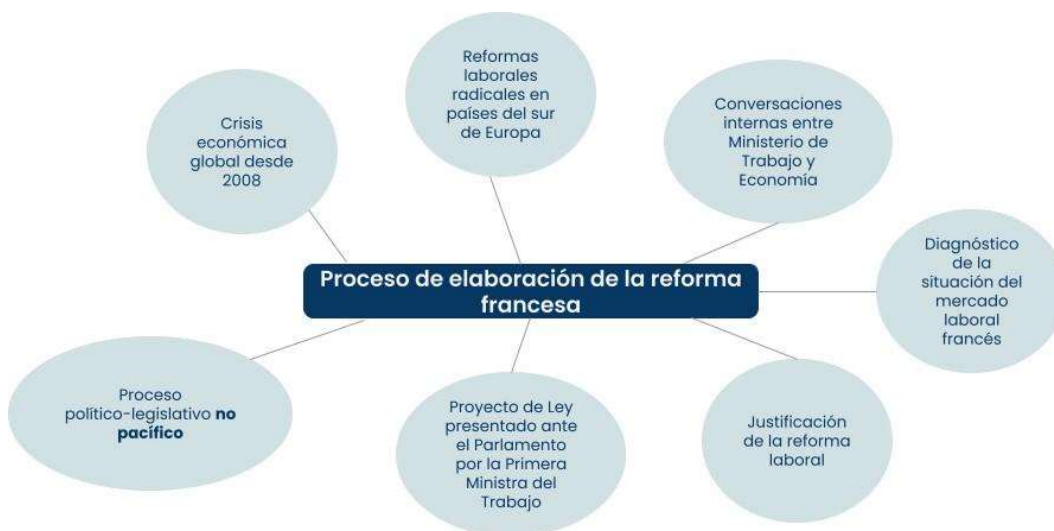 Reformas
laborales
radicales en
países del sur
de Europa
Crisis
económica
global desde
2008
Conversaciones
internas entre
Ministerio de
Trabajo y
Economía
Proceso de elaboración de la reforma
francesa
Diagnóstico
de la
situación del
mercado
laboral
francés
Proceso
político-legislativo no
pacífico
Proyecto de Ley
presentado ante
el Parlamento
por la Primera
Ministra del
Trabajo
Justificación
de la reforma
laboral